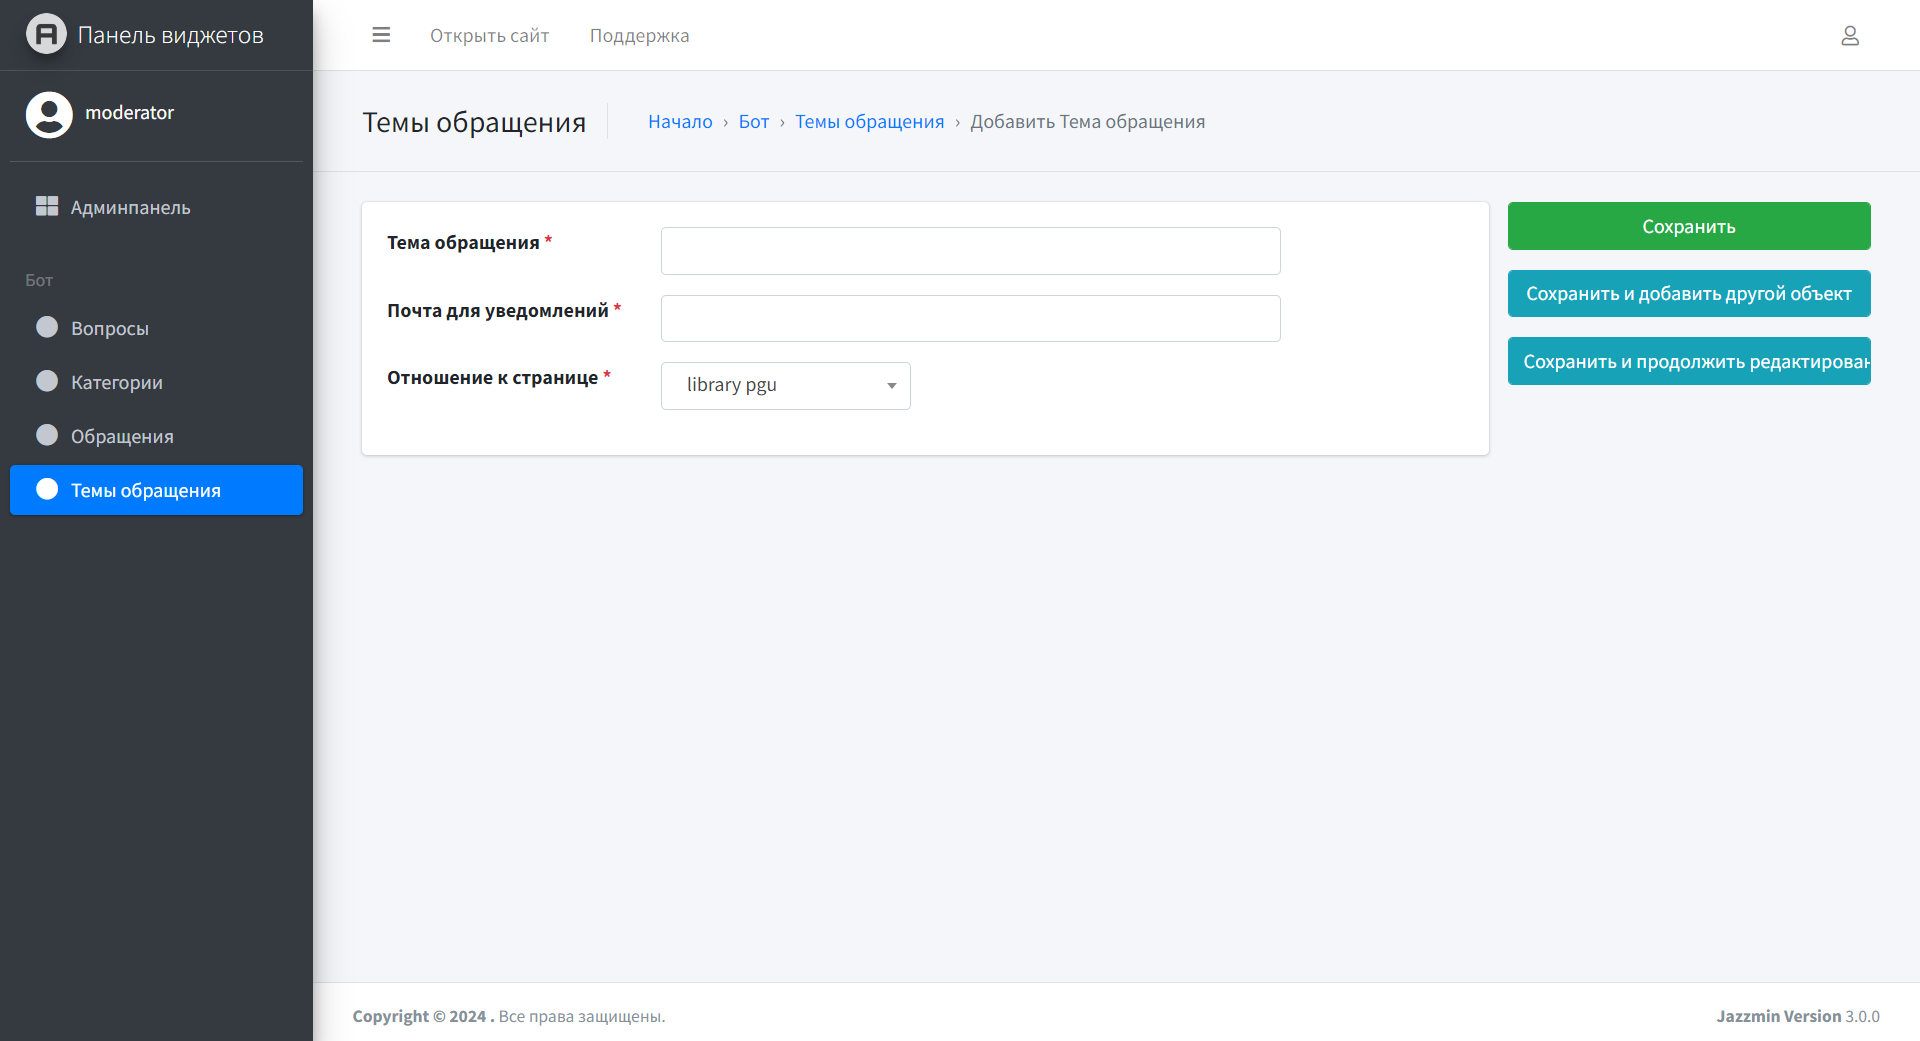 Панель виджетов
Открыть сайт
Поддержка
moderator
Админпанель
Бот
Вопросы
Категории
Обращения
Темы обращения
Темы обращения
Начало › Бот › Темы обращения › Добавить Тема обращения
Тема обращения *
Почта для уведомлений *
Отношение к странице *
library pgu
Сохранить
Сохранить и добавить другой объект
Сохранить и продолжить редактирован
Copyright © 2024 . Все права защищены.
Jazzmin Version 3.0.0